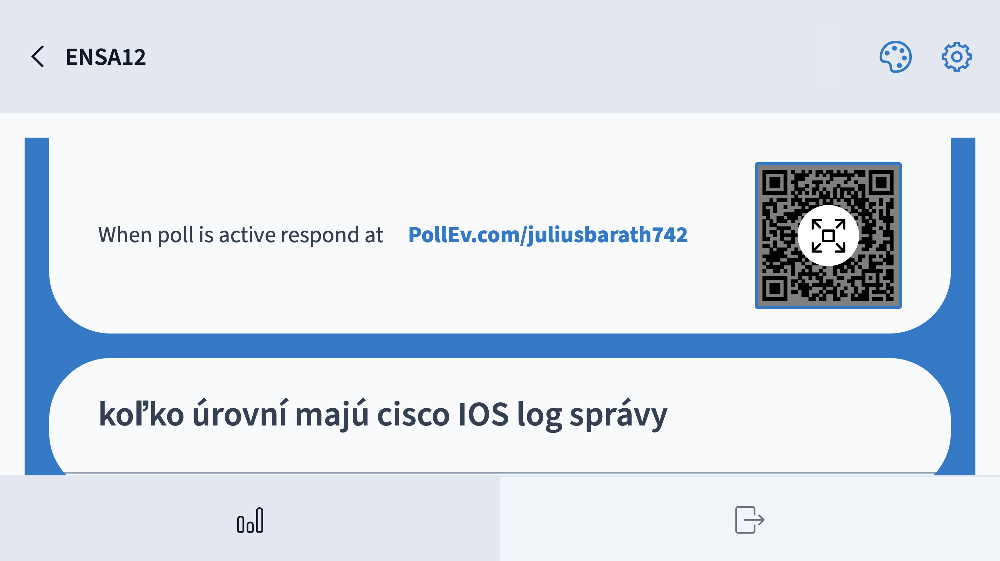 ENSA12
When poll is active respond at PollEv.com/juliusbarath742
koľko úrovní majú cisco IOS log správy